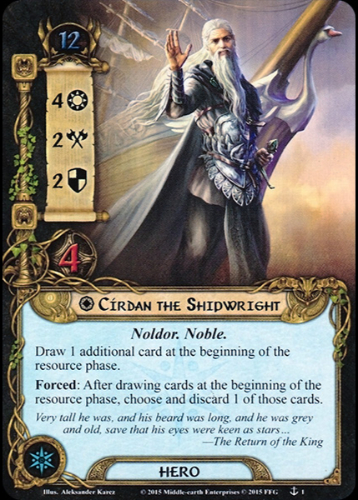 12
4
2
2
4
Círdan the Shipwright
Noldor. Noble.
Draw 1 additional card at the beginning of the
resource phase.
Forced: After drawing cards at the beginning of the
resource phase, choose and discard 1 of those cards.
Very tall he was, and his beard was long, and he was grey
and old, save that his eyes were keen as stars…
—The Return of the King
Illus. Aleksander Karcz © 2015 Middle-earth Enterprises © 2015 FFG 1
HERO